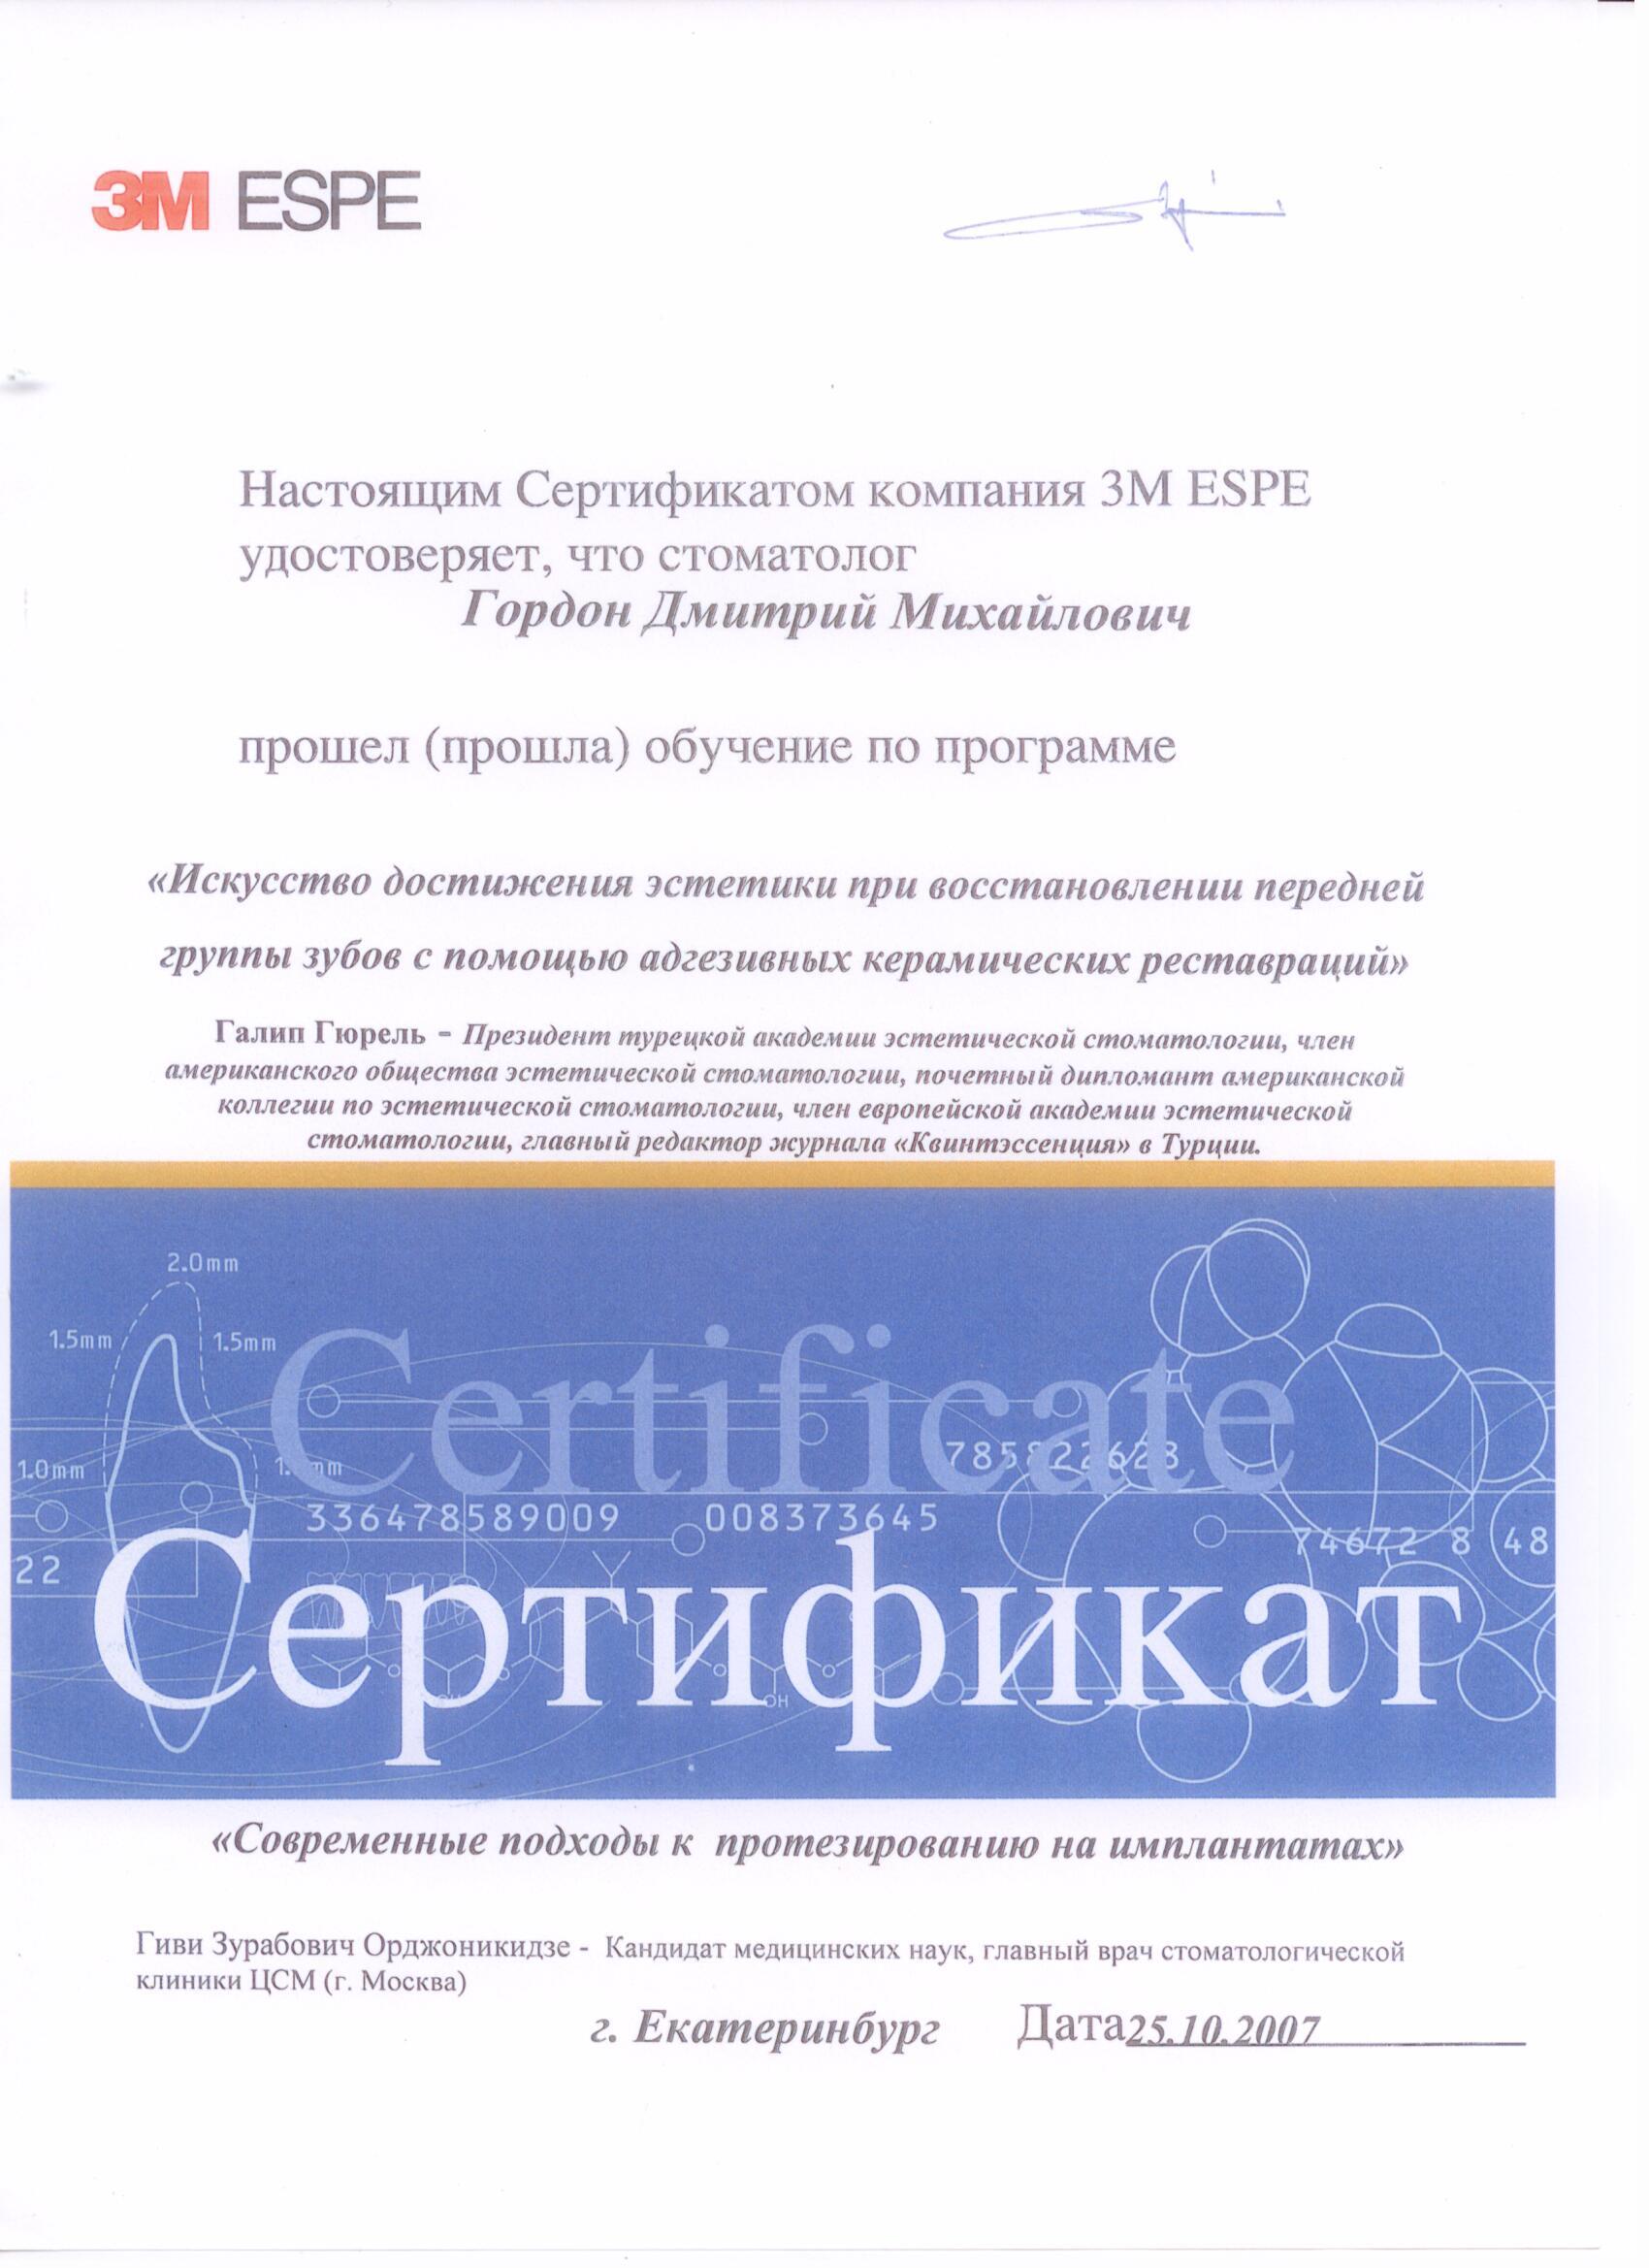 3M ESPE
Настоящим Сертификатом компания 3M ESPE
удостоверяет, что стоматолог
Гордон Дмитрий Михайлович
прошел (прошла) обучение по программе
«Искусство достижения эстетики при восстановлении передней
группы зубов с помощью адгезивных керамических реставраций»
Галип Гюрель – Президент турецкой академии эстетической стоматологии, член
американского общества эстетической стоматологии, почетный дипломант американской
коллегии по эстетической стоматологии, член европейской академии эстетической
стоматологии, главный редактор журнала «Квинтэссенция» в Турции.
2.0mm
1.5mm
1.5mm
Certificate
1.0mm
336478589009
008373645
74672 8 48
22
Сертификат
OH
«Современные подходы к протезированию на имплантатах»
Гиви Зурабович Орджоникидзе - Кандидат медицинских наук, главный врач стоматологической
клиники ЦСМ (г. Москва)
г. Екатеринбург Дата 25.10.2007